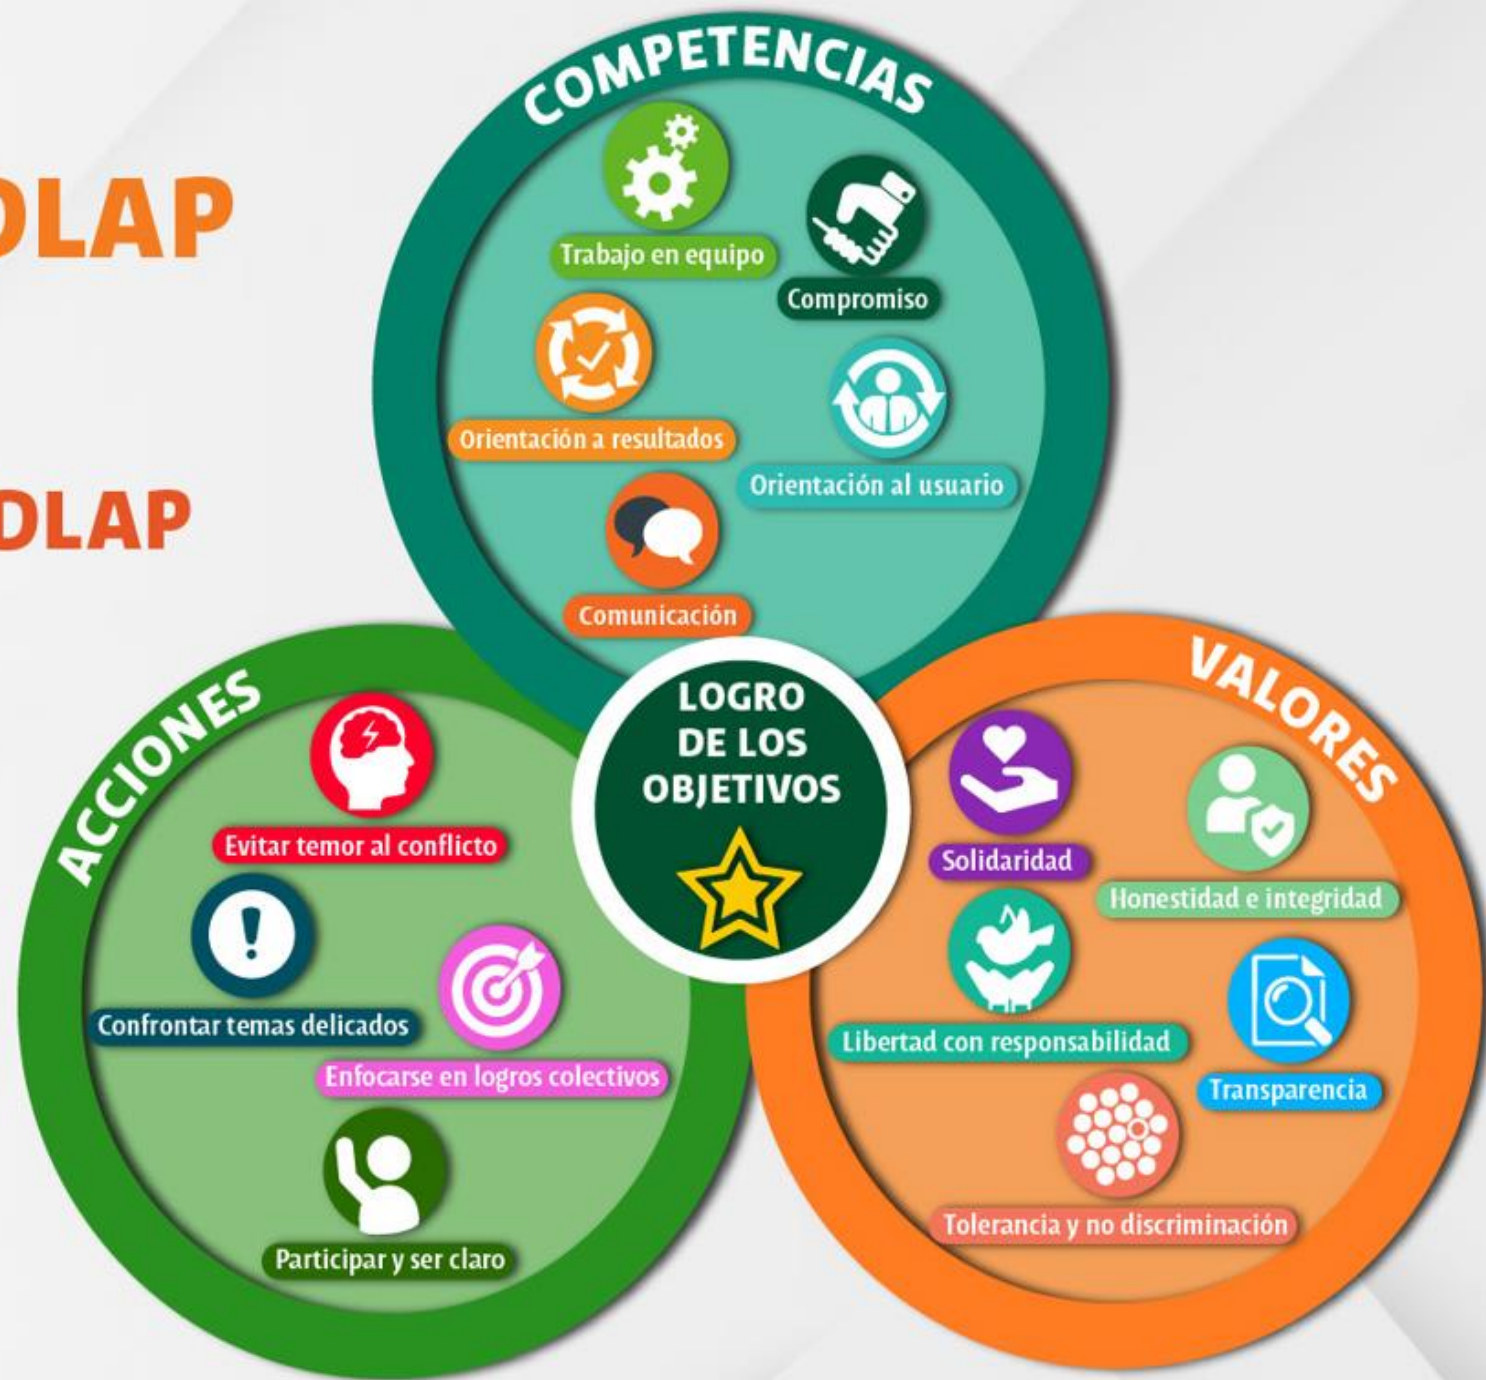 DLAP
DLAP
COMPETENCIAS
Trabajo en equipo
Compromiso
Orientación a resultados
Orientación al usuario
Comunicación
LOGRO
DE LOS
OBJETIVOS
ACCIONES
Evitar temor al conflicto
Confrontar temas delicados
Enfocarse en logros colectivos
Participar y ser claro
VALORES
Solidaridad
Honestidad e integridad
Libertad con responsabilidad
Transparencia
Tolerancia y no discriminación